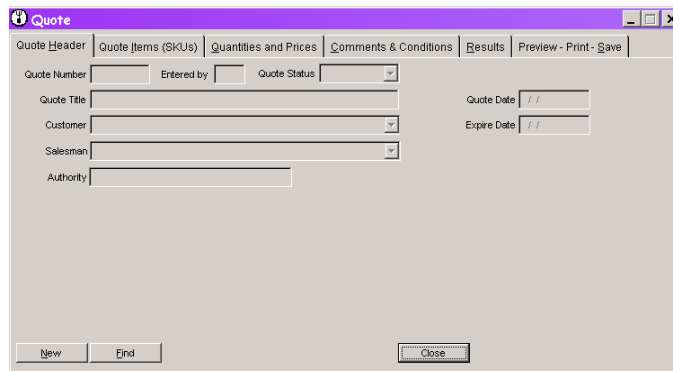 Quote
Quote Header Quote Items (SKUs) Quantities and Prices Comments & Conditions Results Preview - Print - Save
Quote Number Entered by Quote Status
Quote Title Quote Date / /
Customer Expire Date / /
Salesman
Authority
New Find Close